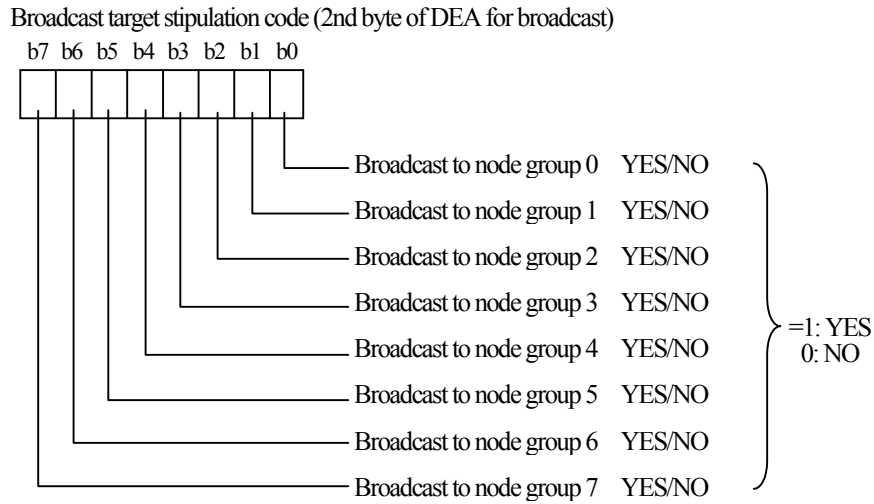 Broadcast target stipulation code (2nd byte of DEA for broadcast)
b7 b6 b5 b4 b3 b2 b1 b0
Broadcast to node group 0 YES/NO
Broadcast to node group 1 YES/NO
Broadcast to node group 2 YES/NO
Broadcast to node group 3 YES/NO
=1: YES
0: NO
Broadcast to node group 4 YES/NO
Broadcast to node group 5 YES/NO
Broadcast to node group 6 YES/NO
Broadcast to node group 7 YES/NO